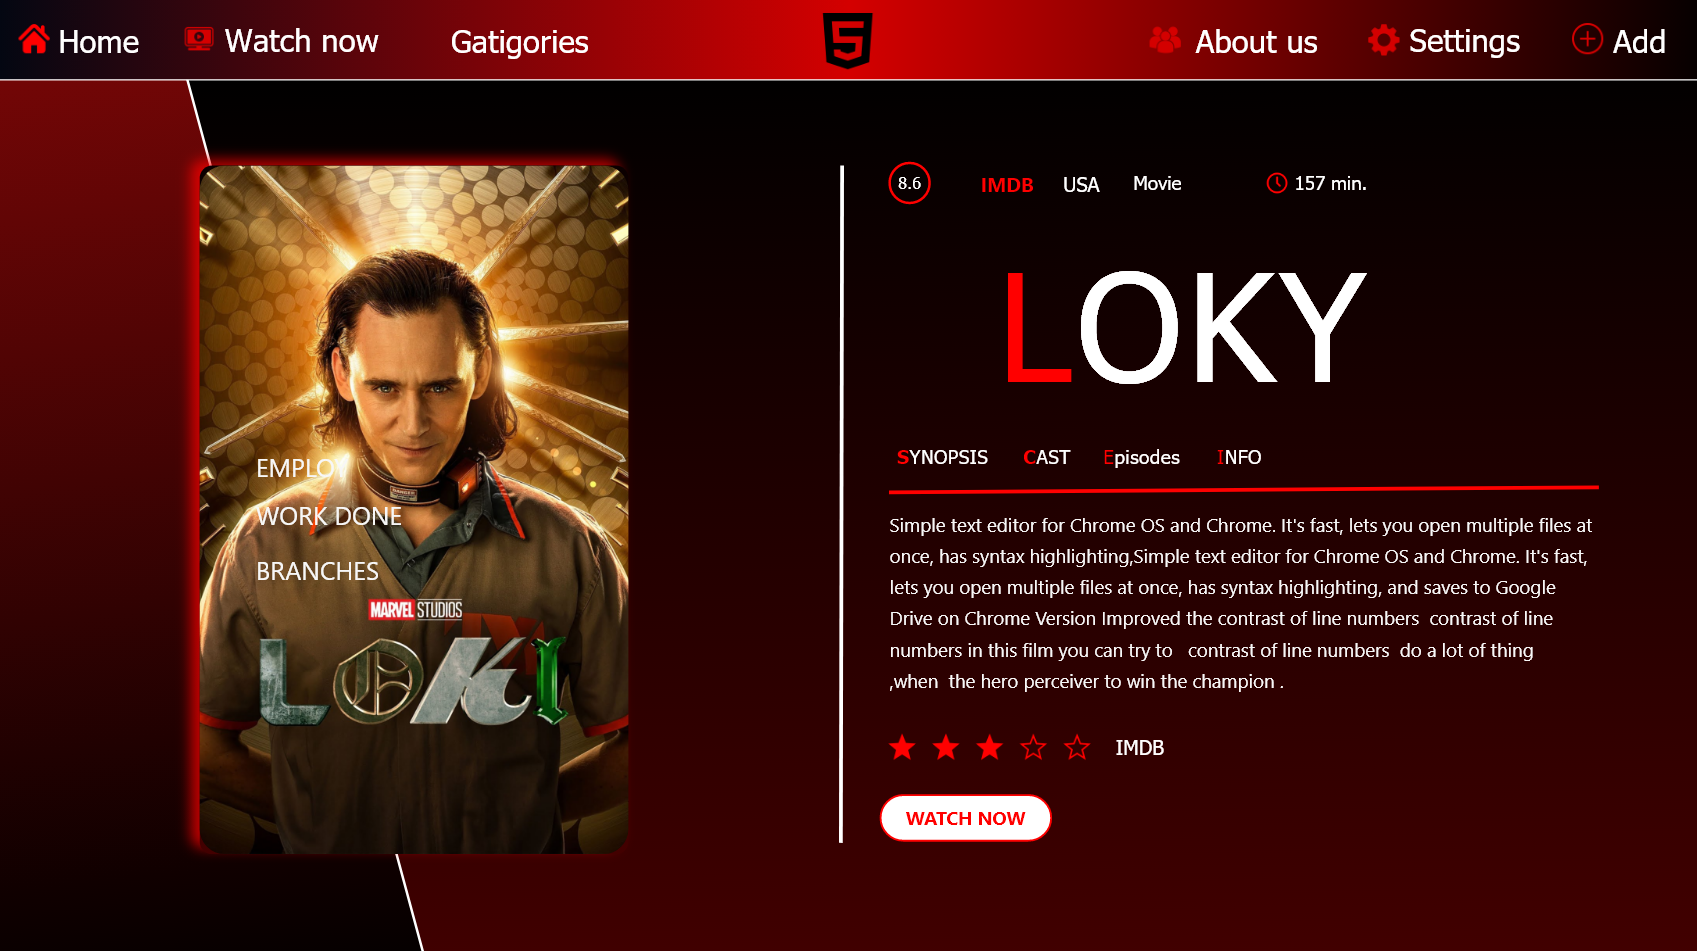 Home
Watch now
Gatigories
About us
Settings
Add
EMPLOY
WORK DONE
BRANCHES
MARVEL STUDIOS
LOKI
8.6
IMDB
USA
Movie
157 min.
LOKY
SYNOPSIS
CAST
Episodes
INFO
Simple text editor for Chrome OS and Chrome. It's fast, lets you open multiple files at
once, has syntax highlighting,Simple text editor for Chrome OS and Chrome. It's fast,
lets you open multiple files at once, has syntax highlighting, and saves to Google
Drive on Chrome Version Improved the contrast of line numbers  contrast of line
numbers in this film you can try to   contrast of line numbers  do a lot of thing
,when  the hero perceiver to win the champion .
IMDB
WATCH NOW